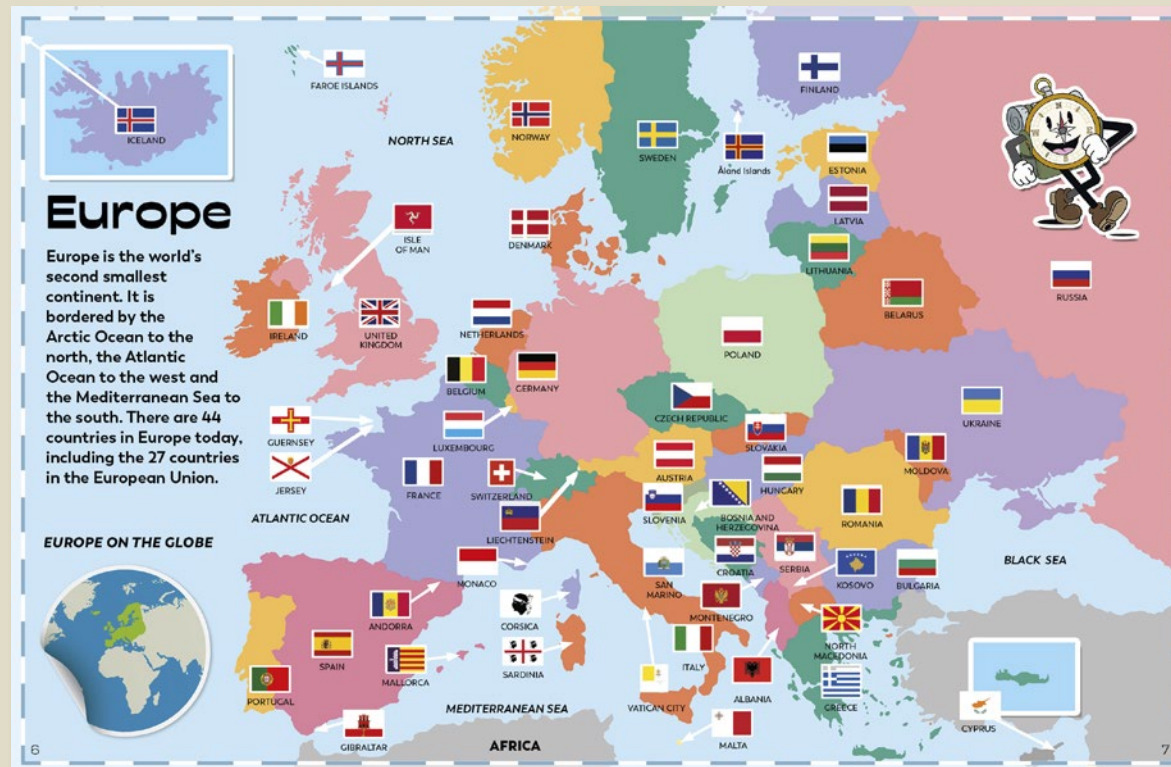 ICELAND
FAROE ISLANDS
NORTH SEA
NORWAY
SWEDEN
FINLAND
Åland Islands
ESTONIA
LATVIA
LITHUANIA
BELARUS
RUSSIA
Europe
Europe is the world's
second smallest
continent. It is
bordered by the
Arctic Ocean to the
north, the Atlantic
Ocean to the west and
the Mediterranean Sea to
the south. There are 44
countries in Europe today,
including the 27 countries
in the European Union.
ISLE
OF MAN
DENMARK
IRELAND
UNITED
KINGDOM
NETHERLANDS
BELGIUM
GERMANY
POLAND
LUXEMBOURG
CZECH REPUBLIC
SLOVAKIA
UKRAINE
MOLDOVA
GUERNSEY
JERSEY
FRANCE
SWITZERLAND
LIECHTENSTEIN
AUSTRIA
HUNGARY
SLOVENIA
BOSNIA AND
HERZEGOVINA
ROMANIA
ATLANTIC OCEAN
EUROPE ON THE GLOBE
MONACO
SAN
MARINO
CROATIA
SERBIA
KOSOVO
BULGARIA
BLACK SEA
MONTENEGRO
ANDORRA
CORSICA
SPAIN
MALLORCA
SARDINIA
ITALY
NORTH
MACEDONIA
ALBANIA
GREECE
PORTUGAL
VATICAN CITY
MEDITERRANEAN SEA
GIBRALTAR
AFRICA
MALTA
CYPRUS
6
7